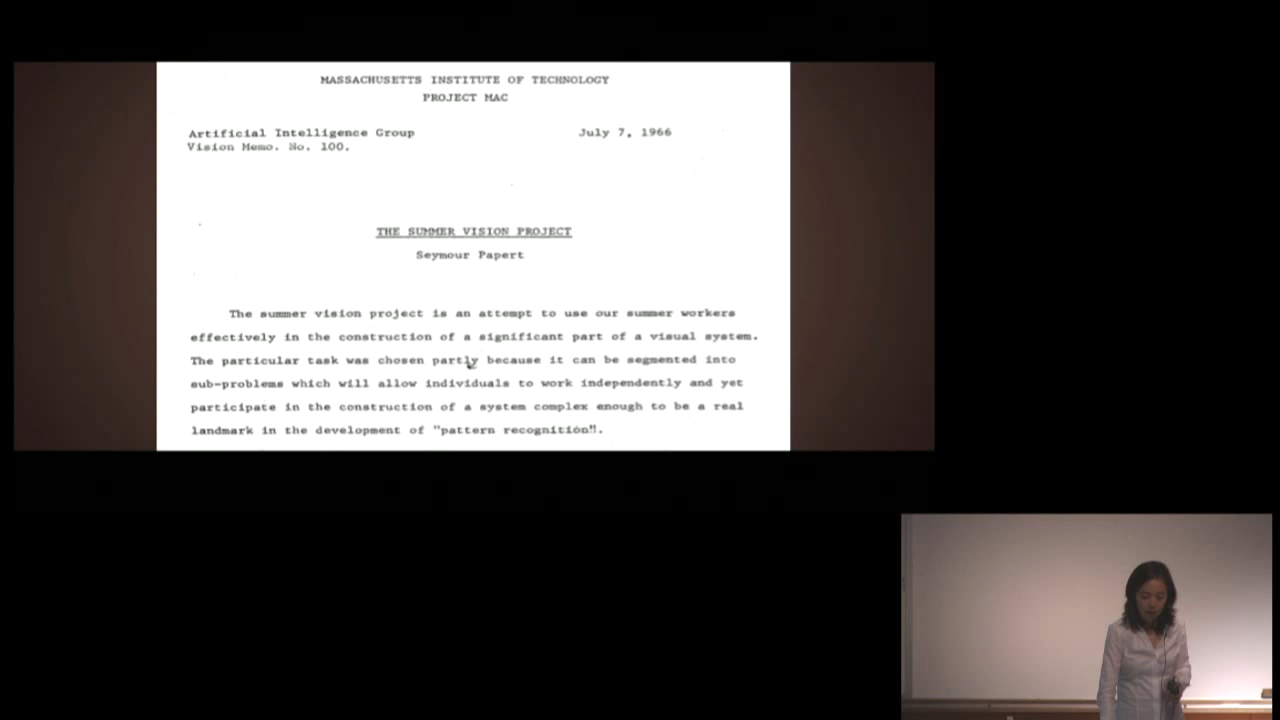 MASSACHUSETTS INSTITUTE OF TECHNOLOGY
PROJECT MAC
Artificial Intelligence Group
July 7, 1966
Vision Memo. No. 100.
THE SUMMER VISION PROJECT
Seymour Papert
The summer vision project is an attempt to use our summer workers
effectively in the construction of a significant part of a visual system.
The particular task was chosen partly because it can be segmented into
sub-problems which will allow individuals to work independently and yet
participate in the construction of a system complex enough to be a real
landmark in the development of "pattern recognition".